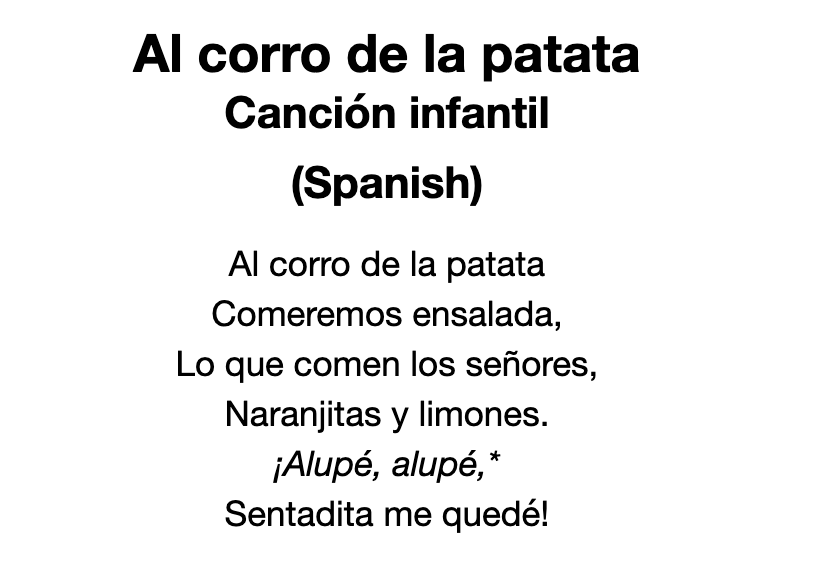 Al corro de la patata
Canción infantil
(Spanish)
Al corro de la patata
Comeremos ensalada,
Lo que comen los señores,
Naranjitas y limones.
¡Alupé, alupé,*
Sentadita me quedé!